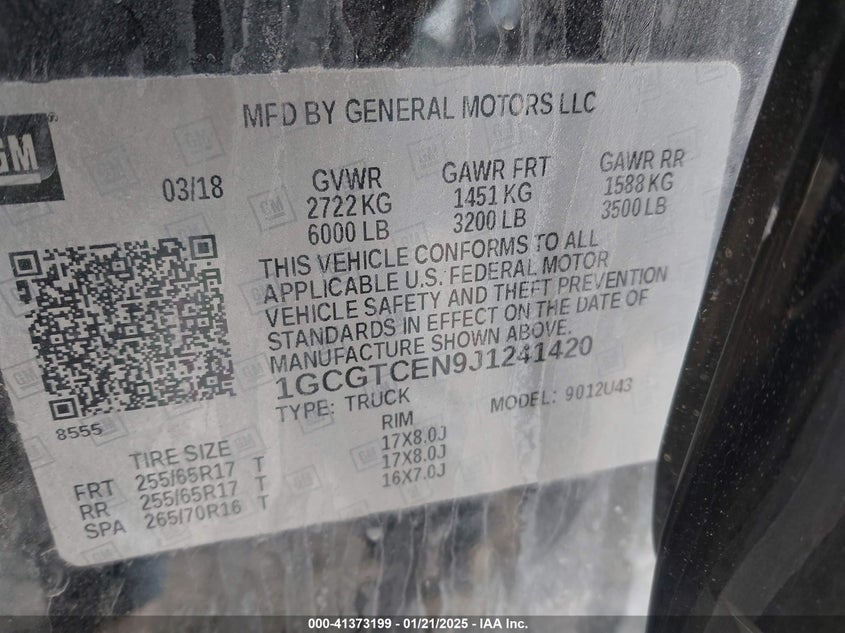 MFD BY GENERAL MOTORS LLC
GM
03/18
GVWR GAWR FRT GAWR RR
2722 KG 1451 KG 1588 KG
6000 LB 3200 LB 3500 LB
THIS VEHICLE CONFORMS TO ALL
APPLICABLE U.S. FEDERAL MOTOR
VEHICLE SAFETY AND THEFT PREVENTION
STANDARDS IN EFFECT ON THE DATE OF
MANUFACTURE SHOWN ABOVE.
1GCGTCEN9J1241420
TYPE: TRUCK MODEL: 9012U43
8555
TIRE SIZE RIM
FRT 255/65R17 T 17X8.0J
RR 255/65R17 T 17X8.0J
SPA 265/70R16 T 16X7.0J
000-41373199 - 01/21/2025 - IAA Inc.